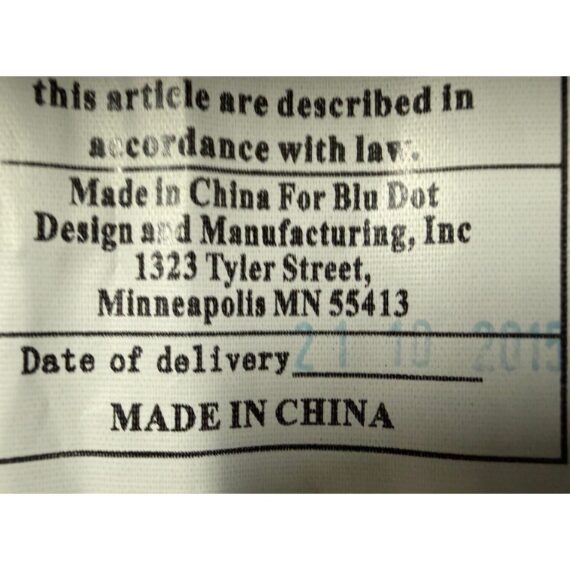 this article are described in
accordance with law.
Made in China For Blu Dot
Design and Manufacturing, Inc
1323 Tyler Street,
Minneapolis MN 55413
Date of delivery 21 10 2015
MADE IN CHINA